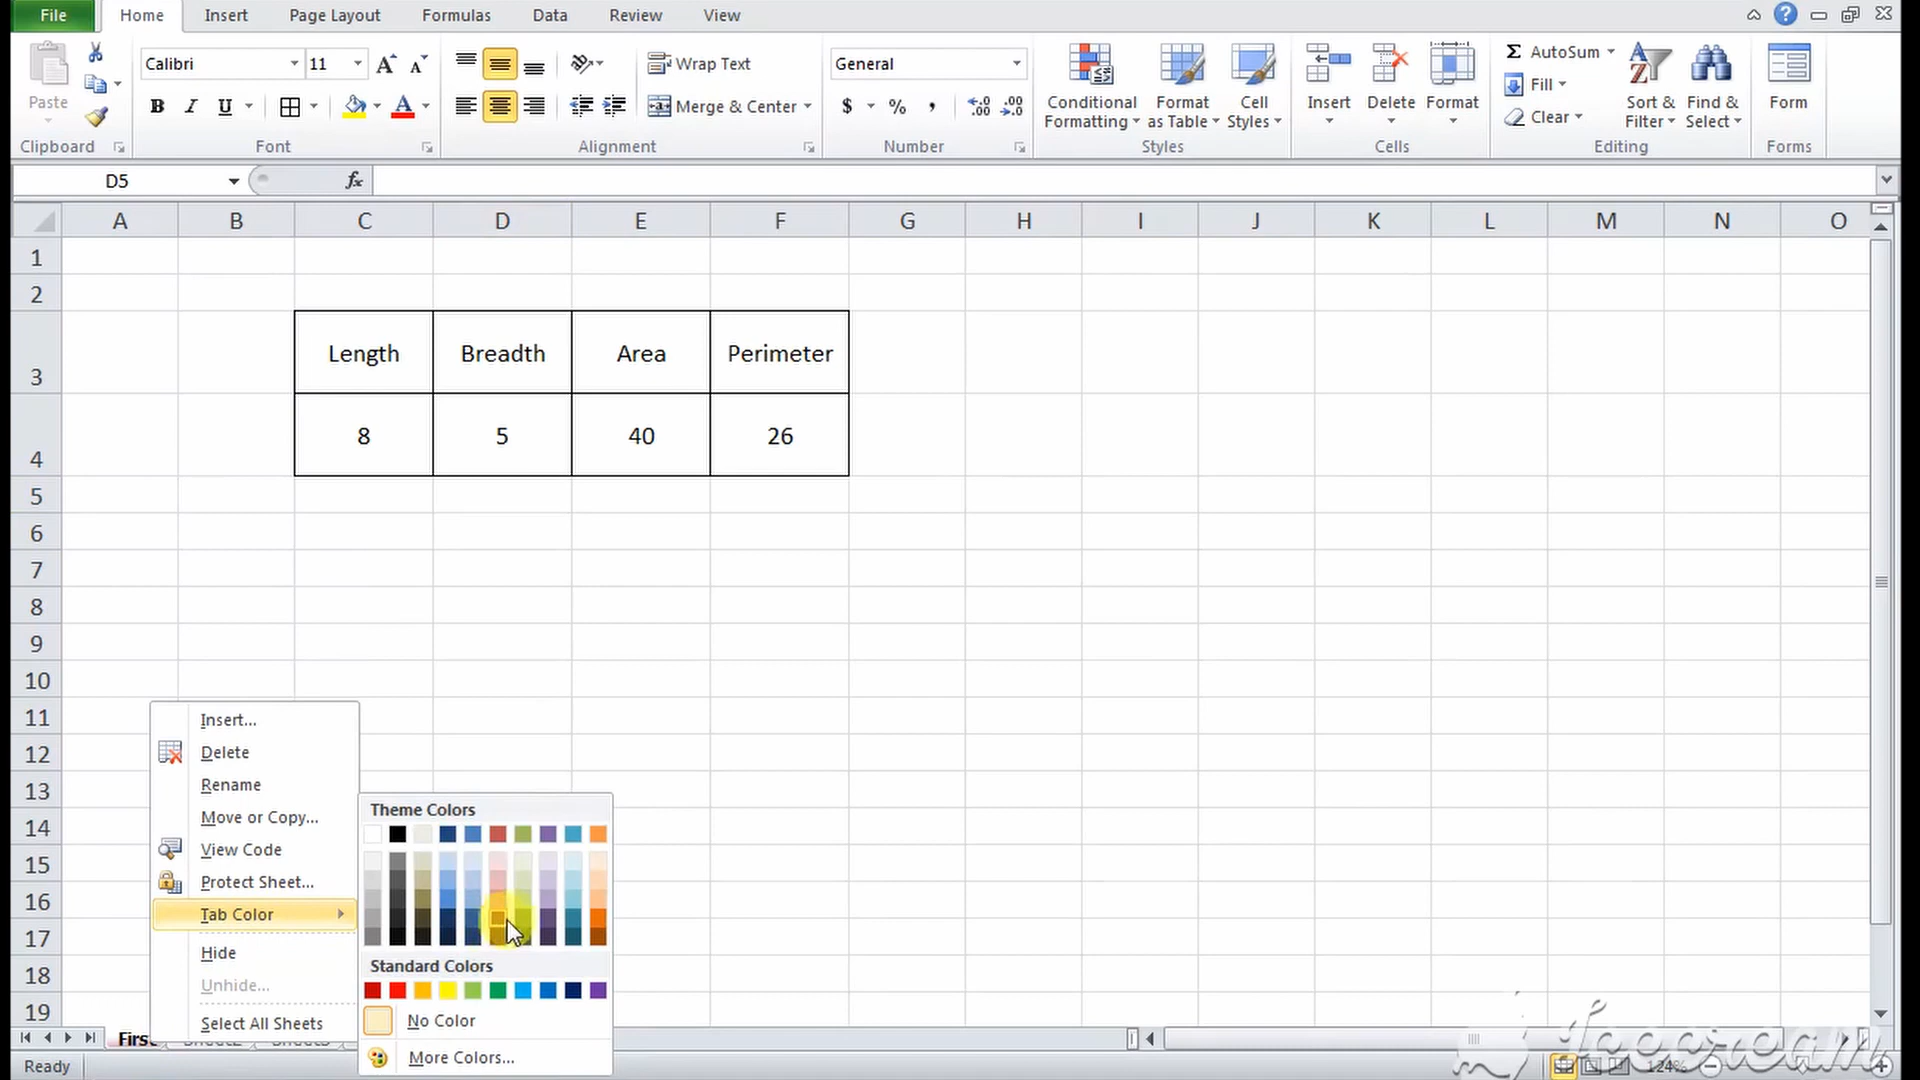 File Home Insert Page Layout Formulas Data Review View
Calibri 11 Wrap Text General AutoSum
Paste Conditional Format Cell Insert Delete Format Fill Sort & Find & Form
B I U A Merge & Center $ % , Formatting as Table Styles Clear Filter Select
Clipboard Font Alignment Number Styles Cells Editing Forms
D5 fx
A B C D E F G H I J K L M N O
1
2
3 Length Breadth Area Perimeter
4 8 5 40 26
5
6
7
8
9
10
11
12
13
14
15
16
17
18
19
Insert...
Delete
Rename
Move or Copy...
View Code
Protect Sheet...
Tab Color
Hide
Unhide...
Select All Sheets
Theme Colors
Standard Colors
No Color
More Colors...
First Sheet2 Sheet3
Ready 124%
Icecream